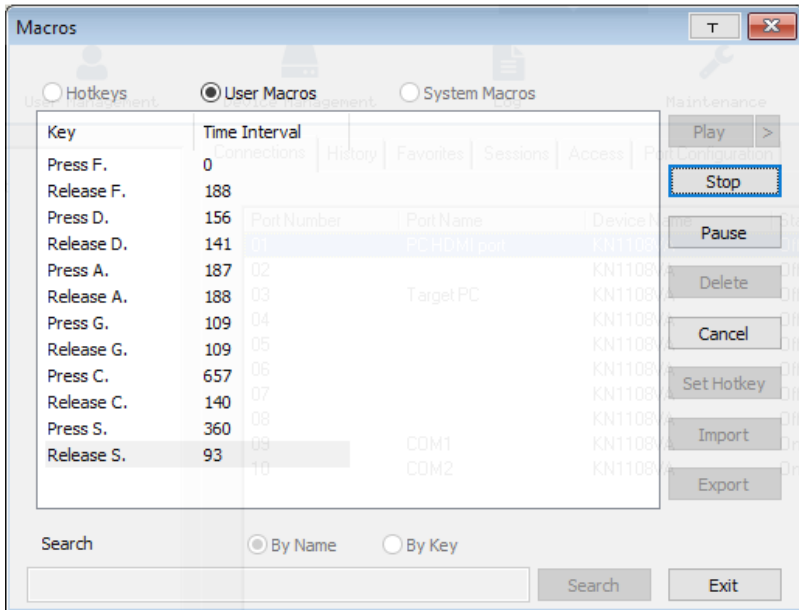 Macros T
User Management Device Management Log Maintenance
Hotkeys User Macros System Macros
Key Time Interval Play >
Connections History Favorites Sessions Access Port Configuration
Press F. 0
Release F. 188 Stop
Press D. 156 Port Number Port Name Device Name
Release D. 141 01 PC HDMI port KN1108VA Pause
Press A. 187 02 KN1108VA Off
Release A. 188 03 Target PC KN1108VA Delete
Press G. 109 04 KN1108VA Off
Release G. 109 05 KN1108VA Cancel
Press C. 657 06 KN1108VA Off
Release C. 140 07 KN1108VA Set Hotkey
Press S. 360 08 KN1108VA Off
Release S. 93 09 COM1 KN1108VA Import
10 COM2 KN1108VA
Export
Search By Name By Key
Search Exit